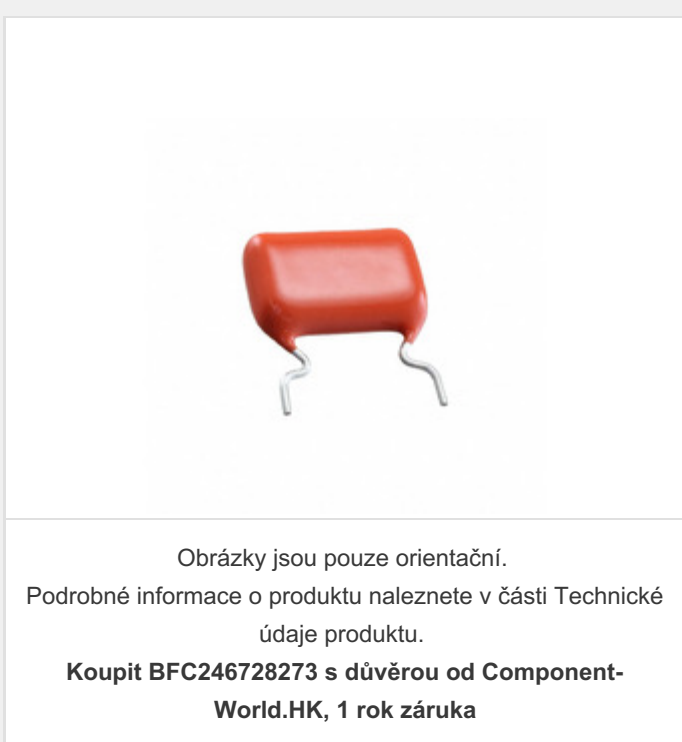 Obrázky jsou pouze orientační.
Podrobné informace o produktu naleznete v části Technické
údaje produktu.
Koupit BFC246728273 s důvěrou od Component-
World.HK, 1 rok záruka